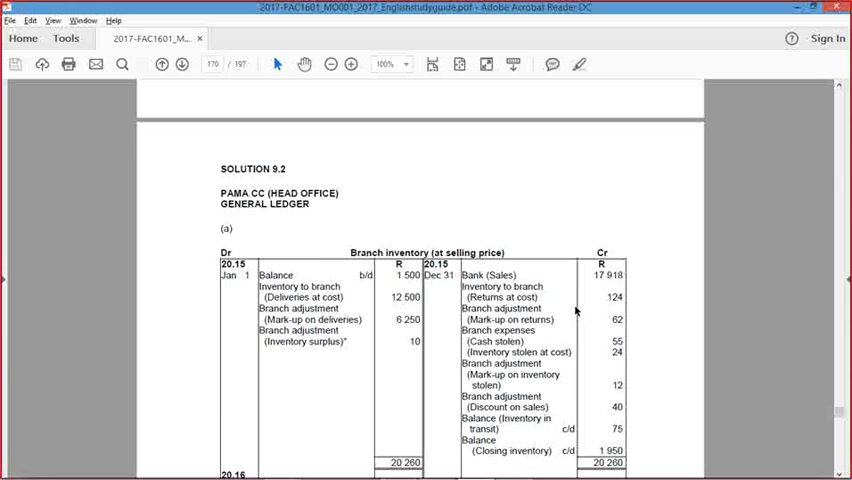 2017-FAC1601_MO001_2017_Englishstudyguide.pdf - Adobe Acrobat Reader DC
File Edit View Window Help
Home Tools 2017-FAC1601_M... × ? Sign In
170 / 197 100%
SOLUTION 9.2
PAMA CC (HEAD OFFICE)
GENERAL LEDGER
(a)
Dr Branch inventory (at selling price) Cr
20.15 R 20.15 R
Jan 1 Balance b/d 1 500 Dec 31 Bank (Sales) 17 918
Inventory to branch Inventory to branch
(Deliveries at cost) 12 500 (Returns at cost) 124
Branch adjustment Branch adjustment
(Mark-up on deliveries) 6 250 (Mark-up on returns) 62
Branch adjustment Branch expenses
(Inventory surplus)* 10 (Cash stolen) 55
(Inventory stolen at cost) 24
Branch adjustment
(Mark-up on inventory
stolen) 12
Branch adjustment
(Discount on sales) 40
Balance (Inventory in
transit) c/d 75
Balance
(Closing inventory) c/d 1 950
20 260 20 260
20.16